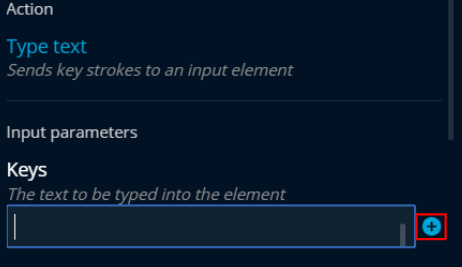 Action
Type text
Sends key strokes to an input element
Input parameters
Keys
The text to be typed into the element